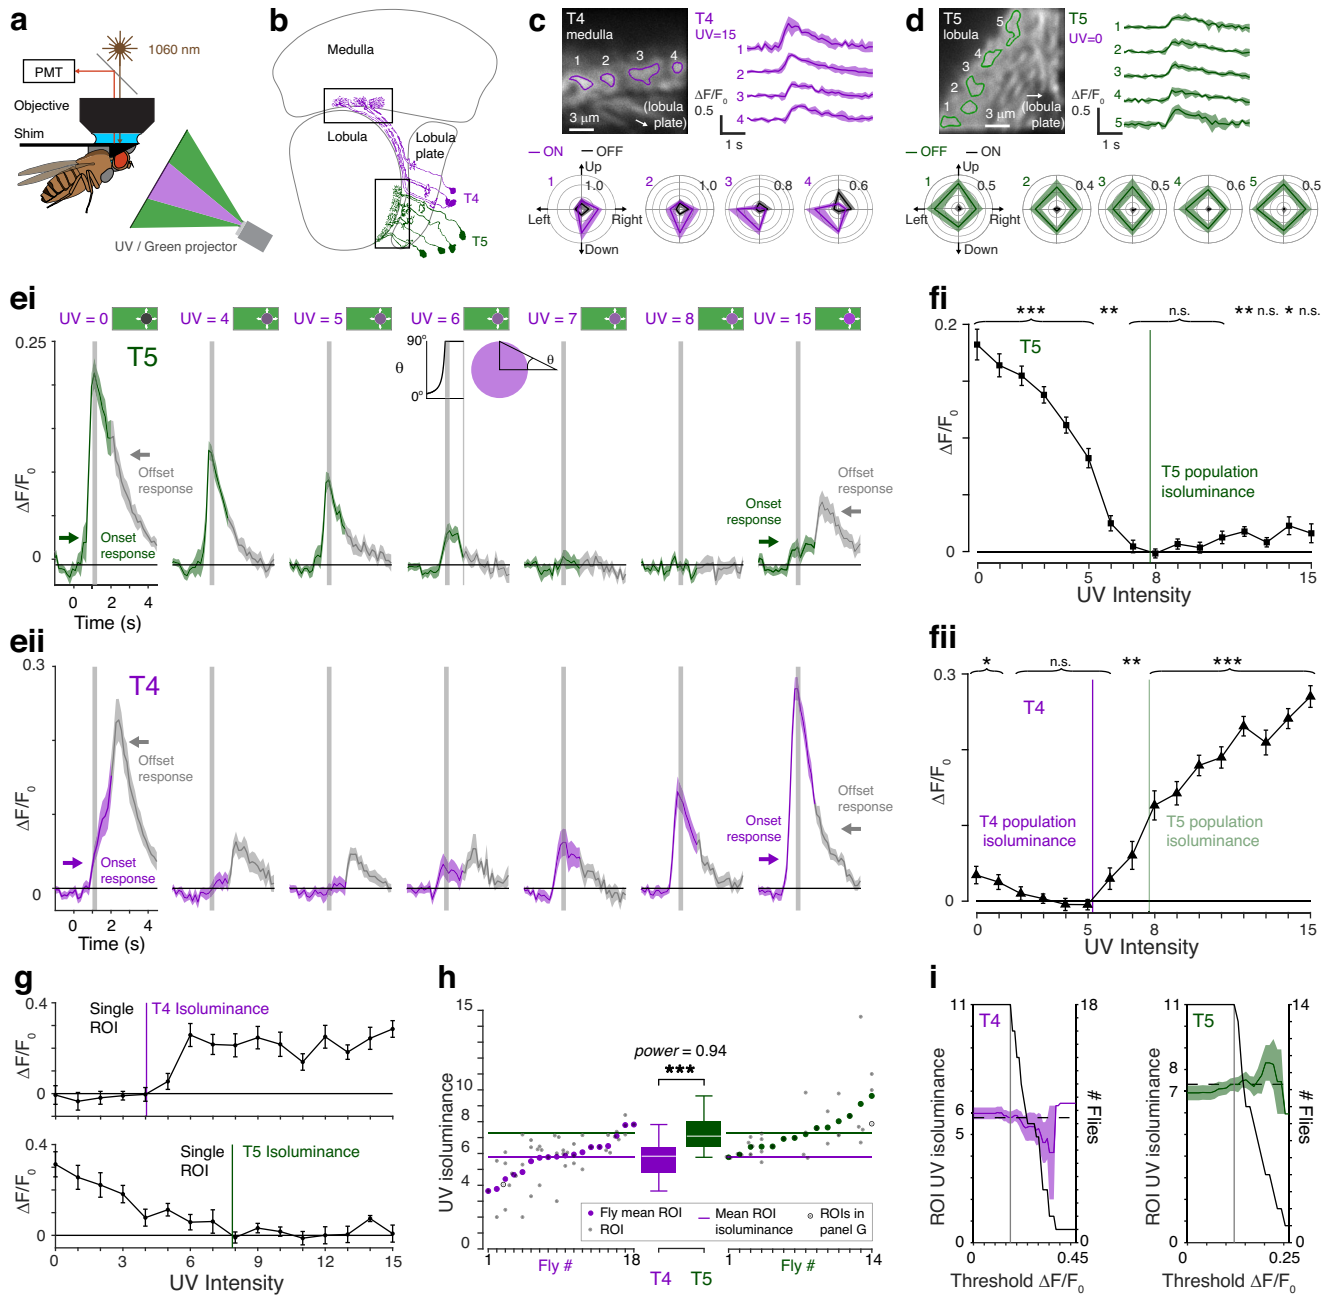 a
1060 nm
PMT
Objective
Shim
UV / Green projector
b
Medulla
Lobula
Lobula
plate
T4
T5
c
T4
medulla
1
2
3
4
3 μm
(lobula
plate)
T4
UV=15
1
2
3
4
ΔF/F0
0.5
1 s
ON
OFF
Up
Left
Right
Down
1
1.0
2
1.0
3
0.8
4
0.6
d
T5
lobula
5
4
3
2
1
3 μm
(lobula
plate)
T5
UV=0
1
2
3
4
5
ΔF/F0
0.5
1 s
OFF
ON
Up
Left
Right
Down
1
0.5
2
0.4
3
0.4
4
0.6
5
0.5
ei
UV = 0
UV = 4
UV = 5
UV = 6
UV = 7
UV = 8
UV = 15
0.25
T5
90°
θ
0°
θ
Offset
response
Onset
response
Onset
response
Offset
response
ΔF/F0
0
0
2
4
Time (s)
fi
***
**
n.s.
**
n.s.
*
n.s.
0.2
T5
T5 population
isoluminance
ΔF/F0
0
0
5
8
15
UV Intensity
eii
0.3
T4
Offset
response
Onset
response
Onset
response
Offset
response
ΔF/F0
0
0
2
4
Time (s)
fii
*
n.s.
**
***
0.3
T4
T4 population
isoluminance
T5 population
isoluminance
ΔF/F0
0
0
5
8
15
UV Intensity
g
0.4
Single
ROI
T4 Isoluminance
ΔF/F0
0
0.4
Single
ROI
T5 Isoluminance
ΔF/F0
0
0
3
6
9
12
15
UV Intensity
h
15
10
8
6
4
2
0
UV isoluminance
power = 0.94
***
Fly mean ROI
ROI
Mean ROI
isoluminance
ROIs in
panel G
1
Fly #
18
T4
T5
1
Fly #
14
i
11
T4
18
6
5
0
0
ROI UV isoluminance
# Flies
0
0.45
Threshold ΔF/F0
11
T5
14
8
7
0
0
ROI UV isoluminance
# Flies
0
0.25
Threshold ΔF/F0